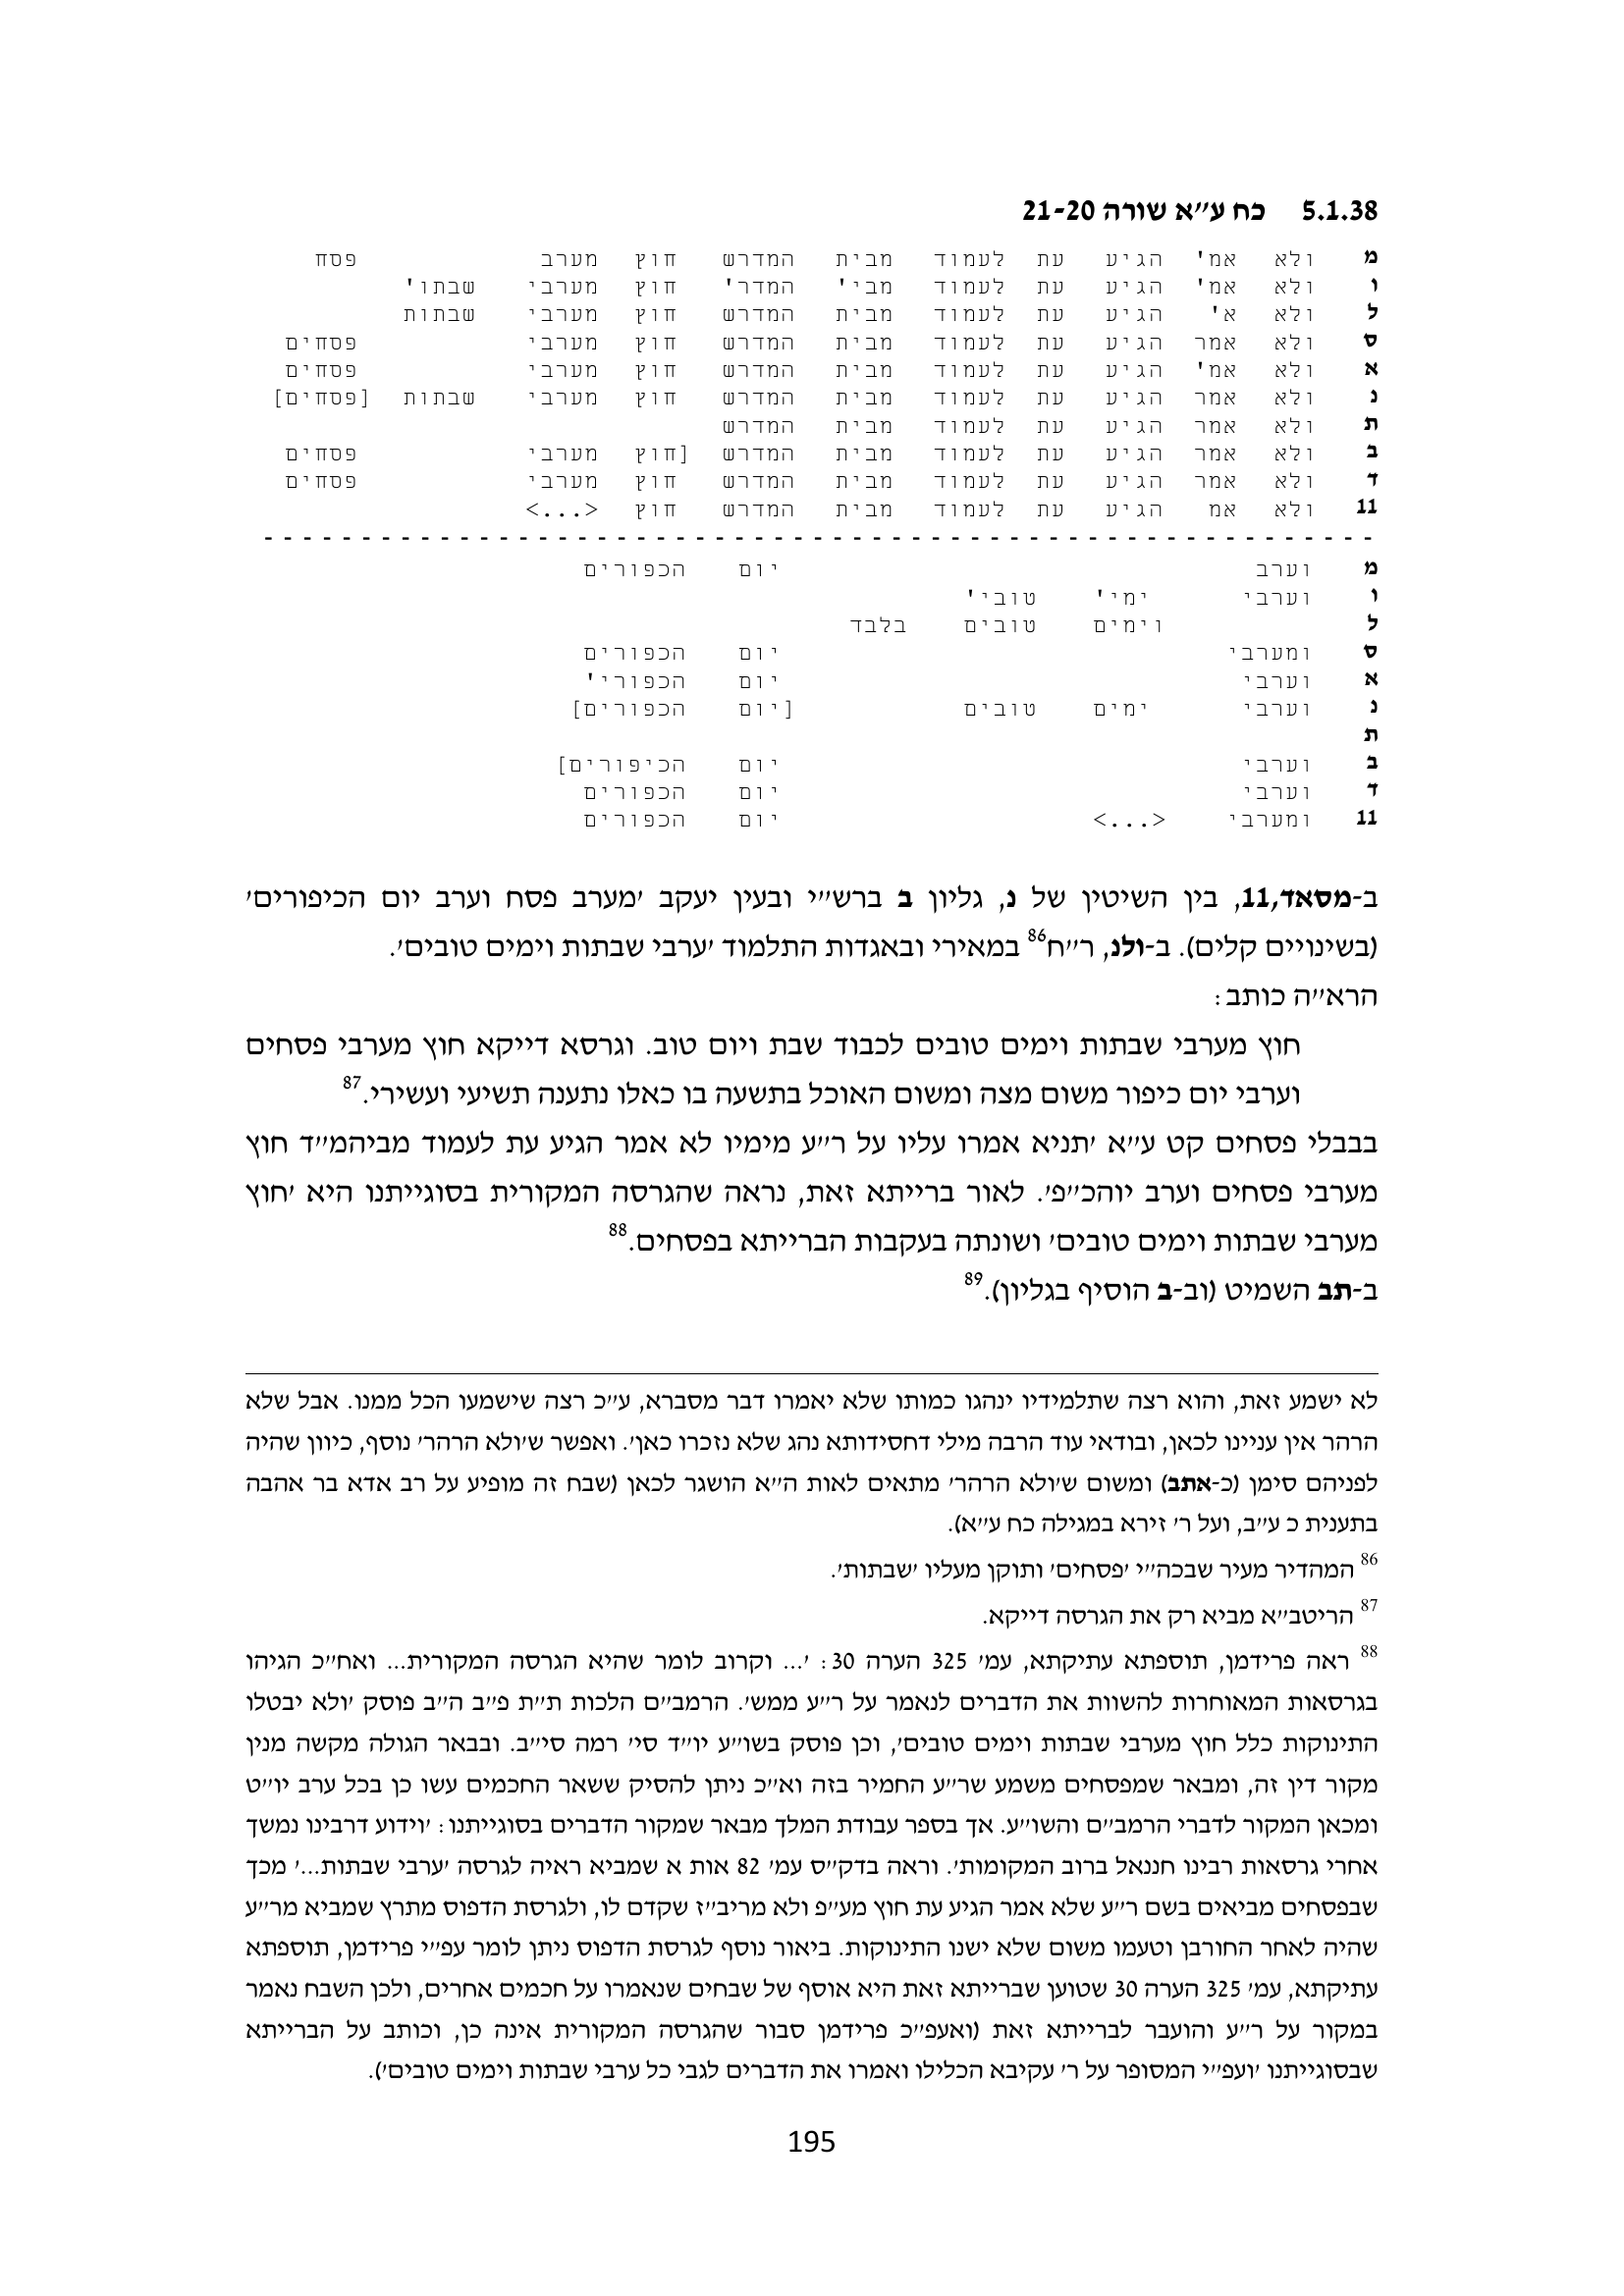 5.1.38 כח ע"א שורה 21-20
מ ולא אמ' הגיע עת לעמוד מבית המדרש חוץ מערב פסח
ו ולא אמ' הגיע עת לעמוד מבי' המדר' חוץ מערבי שבתו'
ל ולא א' הגיע עת לעמוד מבית המדרש חוץ מערבי שבתות
ס ולא אמר הגיע עת לעמוד מבית המדרש חוץ מערבי פסחים
א ולא אמ' הגיע עת לעמוד מבית המדרש חוץ מערבי פסחים
נ ולא אמר הגיע עת לעמוד מבית המדרש חוץ מערבי שבתות [פסחים]
ת ולא אמר הגיע עת לעמוד מבית המדרש
ב ולא אמר הגיע עת לעמוד מבית המדרש [חוץ מערבי פסחים
ד ולא אמר הגיע עת לעמוד מבית המדרש חוץ מערבי פסחים
11 ולא אמ הגיע עת לעמוד מבית המדרש חוץ <...>
- - - - - - - - - - - - - - - - - - - - - - - - - - - - - - - - - - - - - - - - - - - - - - - - - - - - - - - - -
מ וערב יום הכפורים
ו וערבי ימי' טובי'
ל וימים טובים בלבד
ס ומערבי יום הכפורים
א וערבי יום הכפורי'
נ וערבי ימים טובים [יום הכפורים]
ת
ב וערבי יום הכיפורים]
ד וערבי יום הכפורים
11 ומערבי <...> יום הכפורים
ב-מסאד,11, בין השיטין של נ, גליון ב ברש"י ובעין יעקב 'מערב פסח וערב יום הכיפורים'
(בשינויים קלים). ב-ולנ, ר"ח86 במאירי ובאגדות התלמוד 'ערבי שבתות וימים טובים'.
הרא"ה כותב:
חוץ מערבי שבתות וימים טובים לכבוד שבת ויום טוב. וגרסא דייקא חוץ מערבי פסחים
וערבי יום כיפור משום מצה ומשום האוכל בתשעה בו כאלו נתענה תשיעי ועשירי.87
בבבלי פסחים קט ע"א 'תניא אמרו עליו על ר"ע מימיו לא אמר הגיע עת לעמוד מביהמ"ד חוץ
מערבי פסחים וערב יוהכ"פ'. לאור ברייתא זאת, נראה שהגרסה המקורית בסוגייתנו היא 'חוץ
מערבי שבתות וימים טובים' ושונתה בעקבות הברייתא בפסחים.88
ב-תב השמיט (וב-ב הוסיף בגליון).89
לא ישמע זאת, והוא רצה שתלמידיו ינהגו כמותו שלא יאמרו דבר מסברא, ע"כ רצה שישמעו הכל ממנו. אבל שלא
הרהר אין עניינו לכאן, ובודאי עוד הרבה מילי דחסידותא נהג שלא נזכרו כאן'. ואפשר ש'ולא הרהר' נוסף, כיוון שהיה
לפניהם סימן (כ-אתב) ומשום ש'ולא הרהר' מתאים לאות ה"א הושגר לכאן (שבח זה מופיע על רב אדא בר אהבה
בתענית כ ע"ב, ועל ר' זירא במגילה כח ע"א).
86 המהדיר מעיר שבכה"י 'פסחים' ותוקן מעליו 'שבתות'.
87 הריטב"א מביא רק את הגרסה דייקא.
88 ראה פרידמן, תוספתא עתיקתא, עמ' 325 הערה 30: '... וקרוב לומר שהיא הגרסה המקורית... ואח"כ הגיהו
בגרסאות המאוחרות להשוות את הדברים לנאמר על ר"ע ממש'. הרמב"ם הלכות ת"ת פ"ב ה"ב פוסק 'ולא יבטלו
התינוקות כלל חוץ מערבי שבתות וימים טובים', וכן פוסק בשו"ע יו"ד סי' רמה סי"ב. ובבאר הגולה מקשה מנין
מקור דין זה, ומבאר שמפסחים משמע שר"ע החמיר בזה וא"כ ניתן להסיק ששאר החכמים עשו כן בכל ערב יו"ט
ומכאן המקור לדברי הרמב"ם והשו"ע. אך בספר עבודת המלך מבאר שמקור הדברים בסוגייתנו: 'וידוע דרבינו נמשך
אחרי גרסאות רבינו חננאל ברוב המקומות'. וראה בדק"ס עמ' 82 אות א שמביא ראיה לגרסה 'ערבי שבתות...' מכך
שבפסחים מביאים בשם ר"ע שלא אמר הגיע עת חוץ מע"פ ולא מריב"ז שקדם לו, ולגרסת הדפוס מתרץ שמביא מר"ע
שהיה לאחר החורבן וטעמו משום שלא ישנו התינוקות. ביאור נוסף לגרסת הדפוס ניתן לומר עפ"י פרידמן, תוספתא
עתיקתא, עמ' 325 הערה 30 שטוען שברייתא זאת היא אוסף של שבחים שנאמרו על חכמים אחרים, ולכן השבח נאמר
במקור על ר"ע והועבר לברייתא זאת (ואעפ"כ פרידמן סבור שהגרסה המקורית אינה כן, וכותב על הברייתא
שבסוגייתנו 'ועפ"י המסופר על ר' עקיבא הכלילו ואמרו את הדברים לגבי כל ערבי שבתות וימים טובים').
195